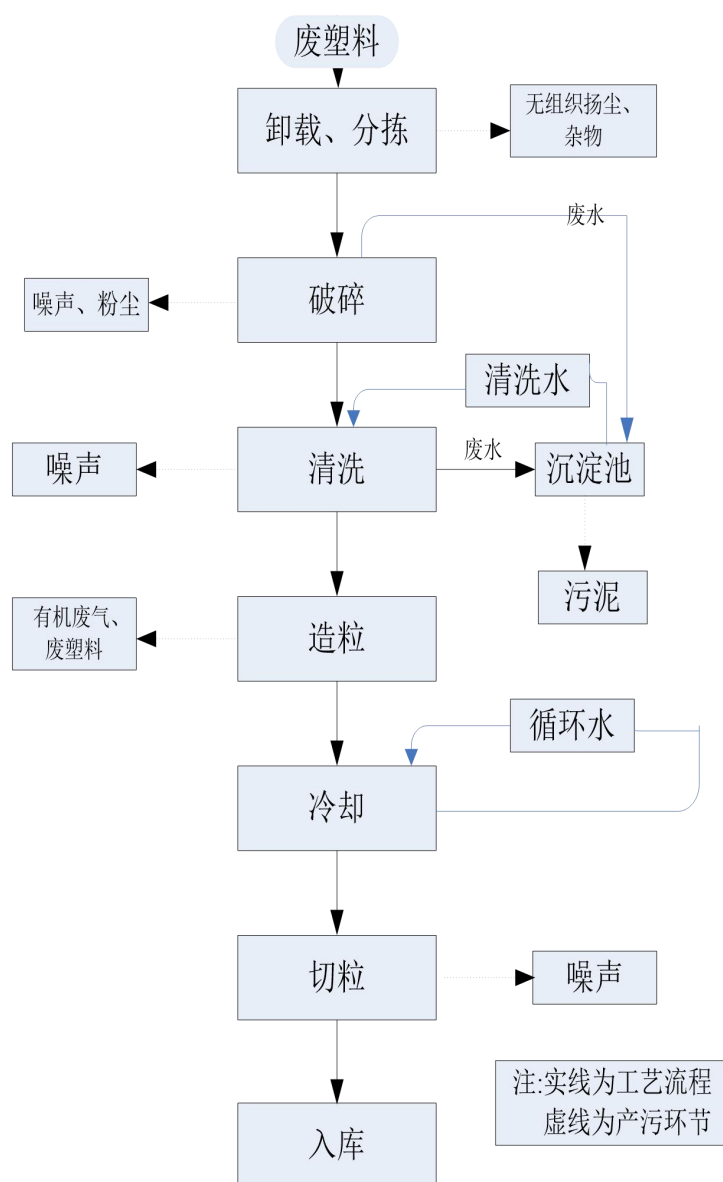 废塑料
卸载、分拣
无组织扬尘、
杂物
废水
破碎
噪声、粉尘
清洗水
清洗
噪声
废水
沉淀池
污泥
有机废气、
废塑料
造粒
循环水
冷却
切粒
噪声
注:实线为工艺流程
虚线为产污环节
入库